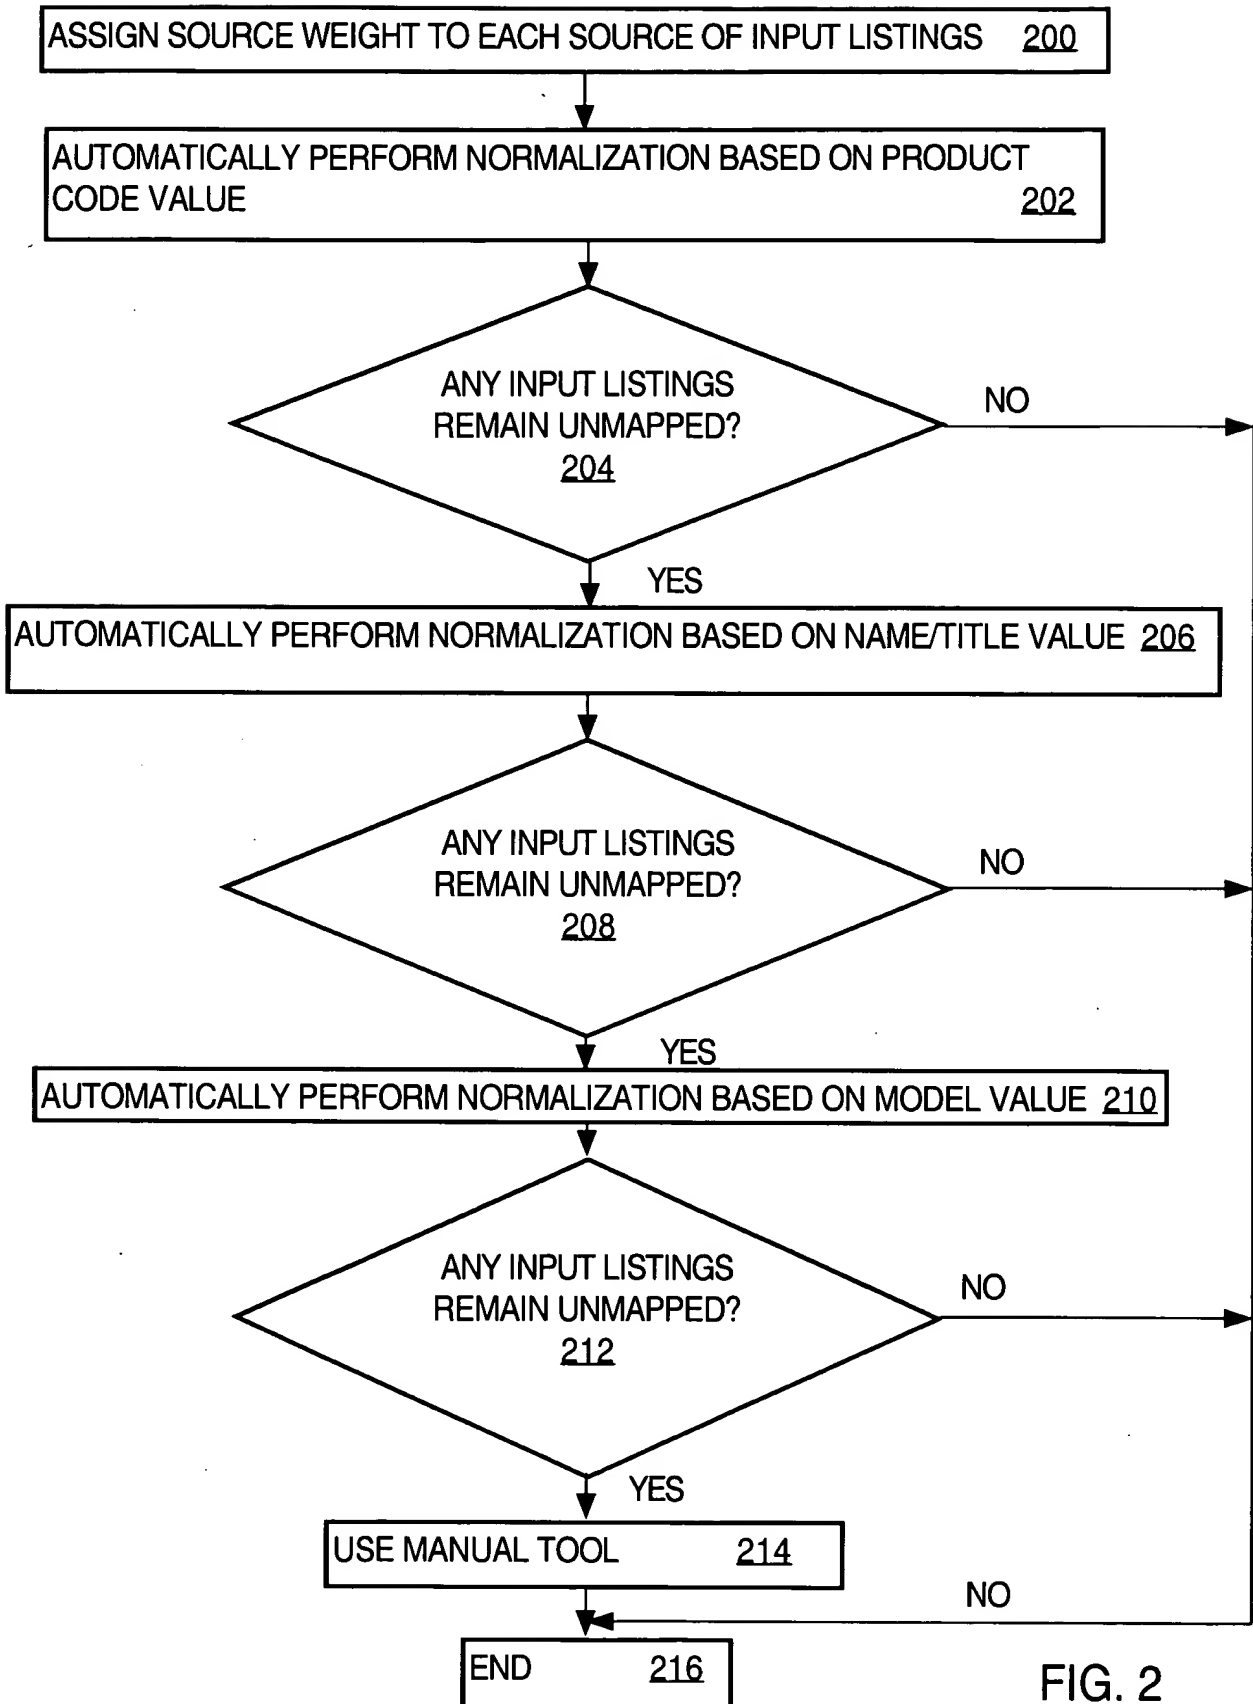 ASSIGN SOURCE WEIGHT TO EACH SOURCE OF INPUT LISTINGS 200
AUTOMATICALLY PERFORM NORMALIZATION BASED ON PRODUCT
CODE VALUE 202
ANY INPUT LISTINGS
REMAIN UNMAPPED?
204
NO
YES
AUTOMATICALLY PERFORM NORMALIZATION BASED ON NAME/TITLE VALUE 206
ANY INPUT LISTINGS
REMAIN UNMAPPED?
208
NO
YES
AUTOMATICALLY PERFORM NORMALIZATION BASED ON MODEL VALUE 210
ANY INPUT LISTINGS
REMAIN UNMAPPED?
212
NO
YES
USE MANUAL TOOL 214
NO
END 216
FIG. 2